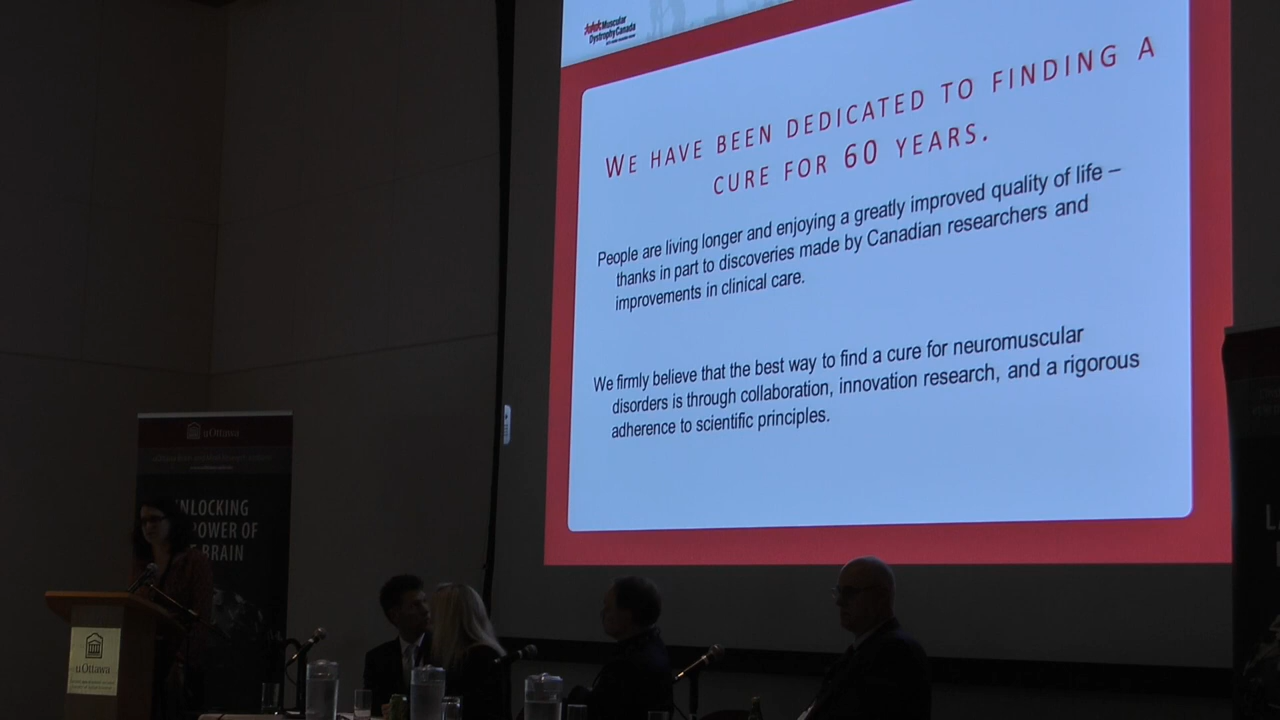 Muscular
DystrophyCanada
WE HAVE BEEN DEDICATED TO FINDING A
CURE FOR 60 YEARS.
People are living longer and enjoying a greatly improved quality of life –
thanks in part to discoveries made by Canadian researchers and
improvements in clinical care.
We firmly believe that the best way to find a cure for neuromuscular
disorders is through collaboration, innovation research, and a rigorous
adherence to scientific principles.
uOttawa
NLOCKING
POWER OF
BRAIN
uOttawa